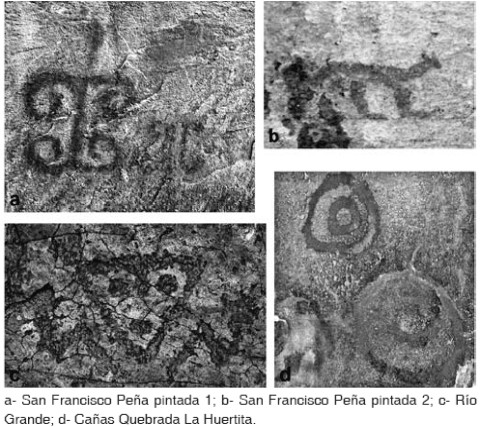 a
b
c
d
a- San Francisco Peña pintada 1; b- San Francisco Peña pintada 2; c- Río
Grande; d- Cañas Quebrada La Huertita.